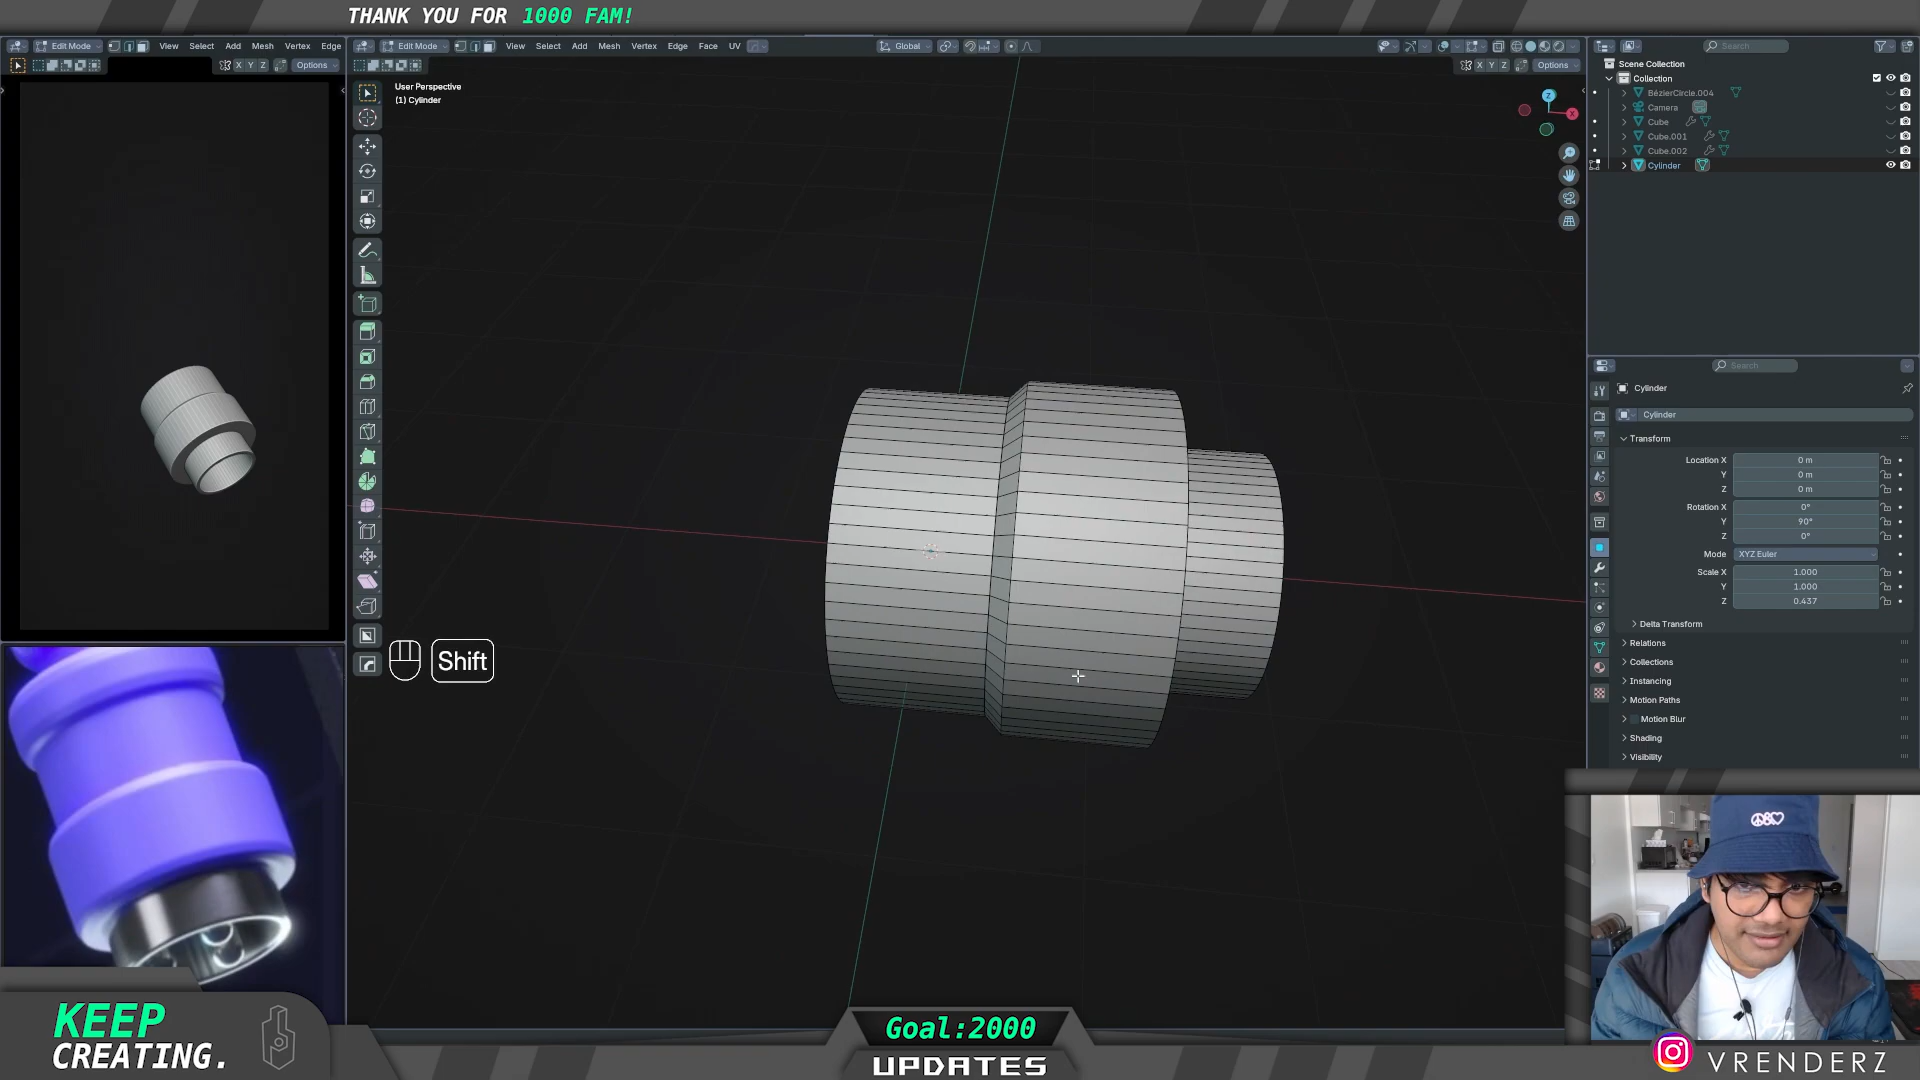 THANK YOU FOR 1000 FAM!
Edit Mode View Select Add Mesh Vertex Edge
X Y Z Options
Edit Mode View Select Add Mesh Vertex Edge Face UV
Global
X Y Z Options
User Perspective
(1) Cylinder
Z
X
Shift
Search
Scene Collection
Collection
BézierCircle.004
Camera
Cube
Cube.001
Cube.002
Cylinder
Search
Cylinder
Cylinder
Transform
Location X 0 m
Y 0 m
Z 0 m
Rotation X 0°
Y 90°
Z 0°
Mode XYZ Euler
Scale X 1.000
Y 1.000
Z 0.437
Delta Transform
Relations
Collections
Instancing
Motion Paths
Motion Blur
Shading
Visibility
KEEP
CREATING.
Goal:2000
UPDATES
VRENDERZ